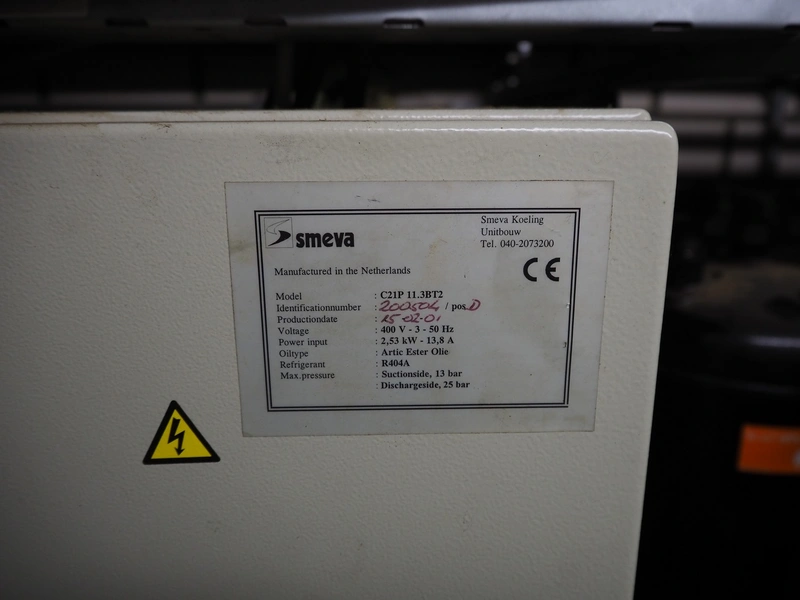 smeva
Smeva Koeling
Unitbouw
Tel. 040-2073200
CE
Manufactured in the Netherlands
Model : C21P 11.3BT2
Identificationnumber : 200504 / pos. D
Productiondate : 15-02-01
Voltage : 400 V - 3 - 50 Hz
Power input : 2,53 kW - 13,8 A
Oiltype : Artic Ester Olie
Refrigerant : R404A
Max.pressure : Suctionside, 13 bar
: Dischargeside, 25 bar